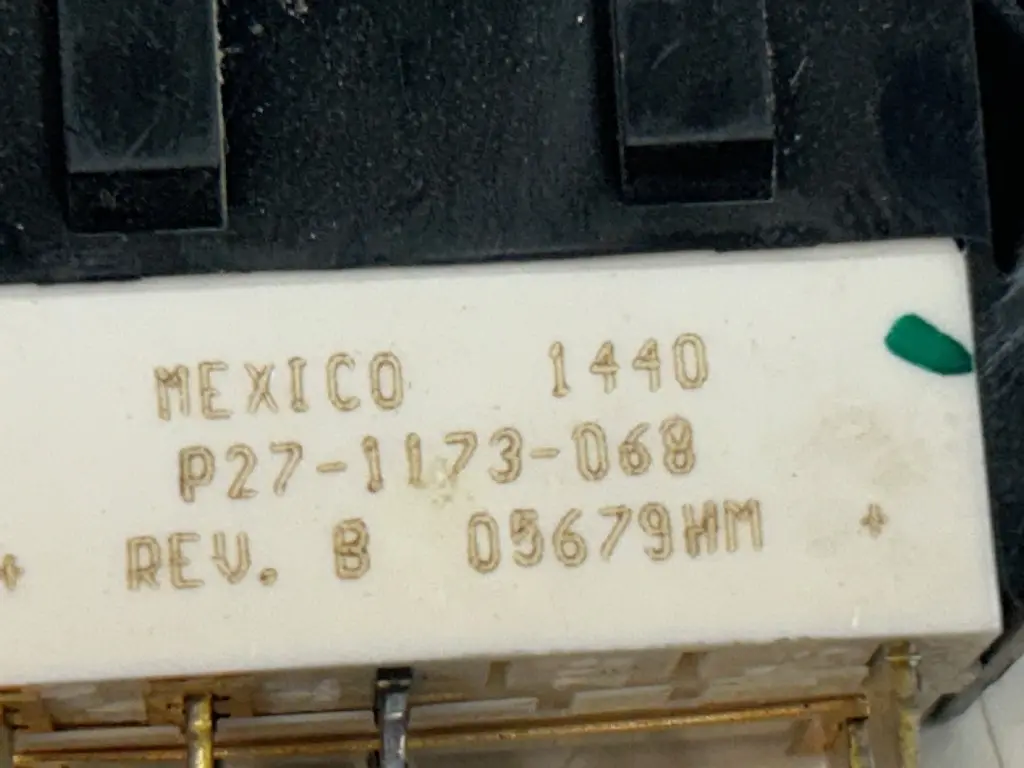 MEXICO 1440
P27-1173-068
REV. B 05679HM